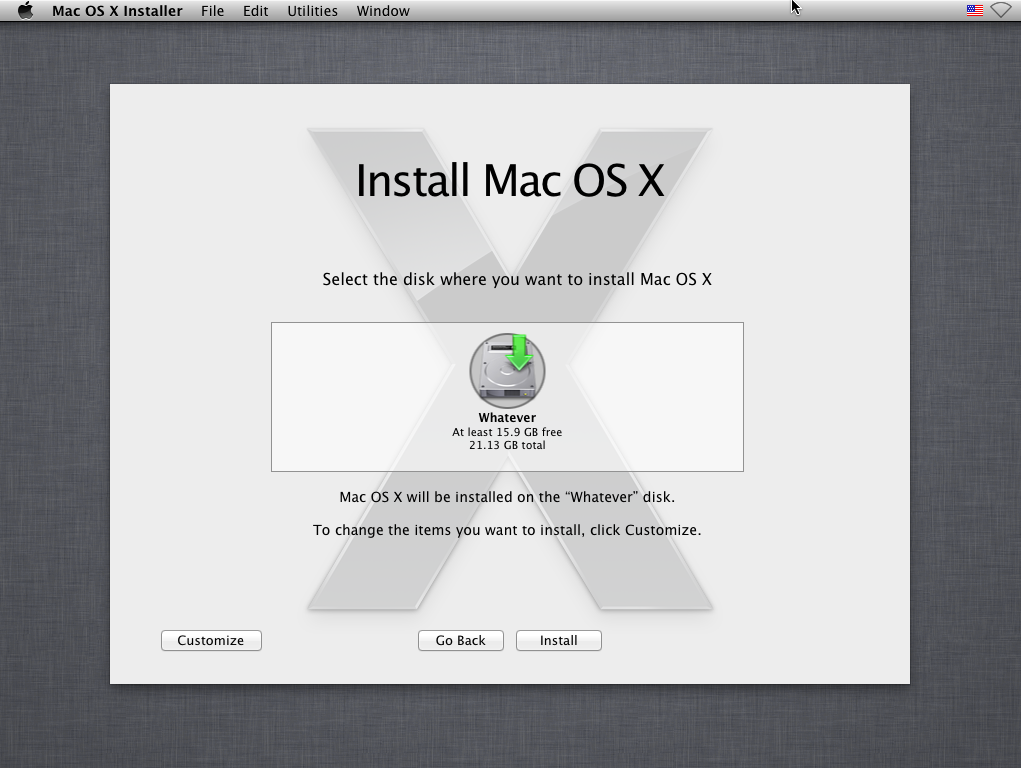 Mac OS X Installer File Edit Utilities Window
Install Mac OS X
Select the disk where you want to install Mac OS X
Whatever
At least 15.9 GB free
21.13 GB total
Mac OS X will be installed on the “Whatever” disk.
To change the items you want to install, click Customize.
Customize Go Back Install